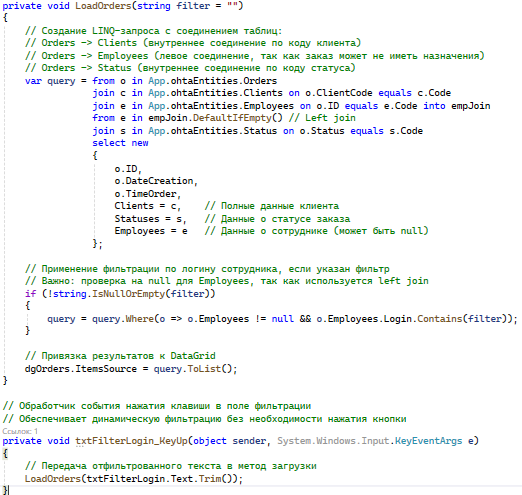 private void LoadOrders(string filter = "")
{
// Создание LINQ-запроса с соединением таблиц:
// Orders -> Clients (внутреннее соединение по коду клиента)
// Orders -> Employees (левое соединение, так как заказ может не иметь назначения)
// Orders -> Status (внутреннее соединение по коду статуса)
var query = from o in App.ohtaEntities.Orders
join c in App.ohtaEntities.Clients on o.ClientCode equals c.Code
join e in App.ohtaEntities.Employees on o.ID equals e.Code into empJoin
from e in empJoin.DefaultIfEmpty() // Left join
join s in App.ohtaEntities.Status on o.Status equals s.Code
select new
{
o.ID,
o.DateCreation,
o.TimeOrder,
Clients = c,    // Полные данные клиента
Statuses = s,   // Данные о статусе заказа
Employees = e   // Данные о сотруднике (может быть null)
};
// Применение фильтрации по логину сотрудника, если указан фильтр
// Важно: проверка на null для Employees, так как используется left join
if (!string.IsNullOrEmpty(filter))
{
query = query.Where(o => o.Employees != null && o.Employees.Login.Contains(filter));
}
// Привязка результатов к DataGrid
dgOrders.ItemsSource = query.ToList();
}
// Обработчик события нажатия клавиши в поле фильтрации
// Обеспечивает динамическую фильтрацию без необходимости нажатия кнопки
Ссылок: 1
private void txtFilterLogin_KeyUp(object sender, System.Windows.Input.KeyEventArgs e)
{
// Передача отфильтрованного текста в метод загрузки
LoadOrders(txtFilterLogin.Text.Trim());
}